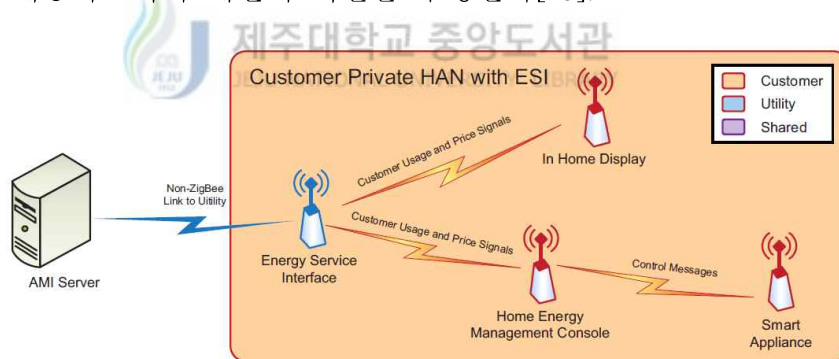 제주대학교 중앙도서관
Customer Private HAN with ESI
Customer
Utility
Shared
In Home Display
Customer Usage and Price Signals
Non-ZigBee
Link to Uitility
AMI Server
Energy Service
Interface
Customer Usage and Price Signals
Home Energy
Management Console
Control Messages
Smart
Appliance